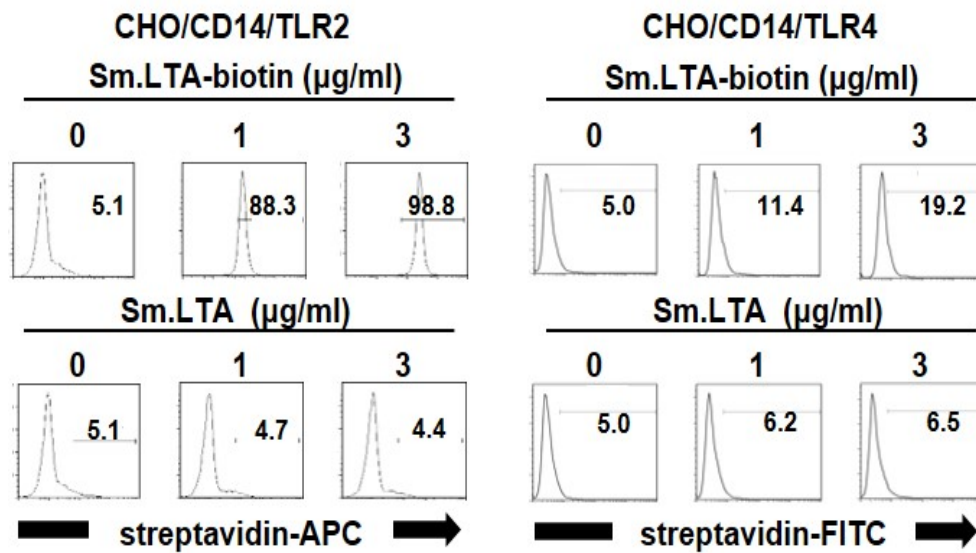 CHO/CD14/TLR2 CHO/CD14/TLR4
Sm.LTA-biotin (µg/ml) Sm.LTA-biotin (µg/ml)
0 1 3 0 1 3
5.1 88.3 98.8 5.0 11.4 19.2
Sm.LTA (µg/ml) Sm.LTA (µg/ml)
0 1 3 0 1 3
5.1 4.7 4.4 5.0 6.2 6.5
streptavidin-APC streptavidin-FITC